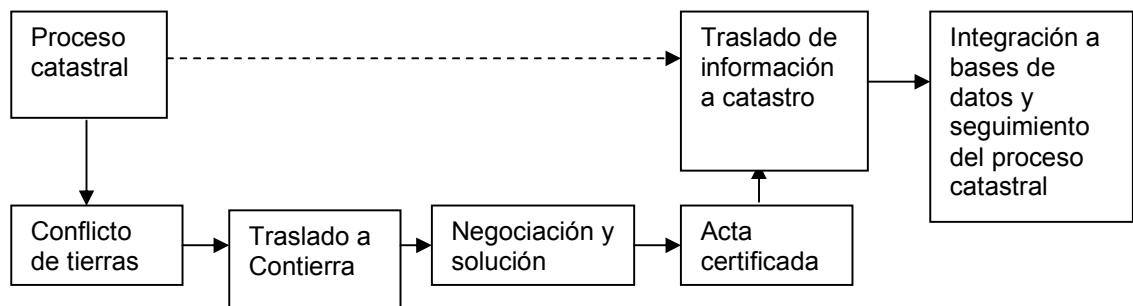 Proceso
catastral
Traslado de
información
a catastro
Integración a
bases de
datos y
seguimiento
del proceso
catastral
Conflicto
de tierras
Traslado a
Contierra
Negociación y
solución
Acta
certificada